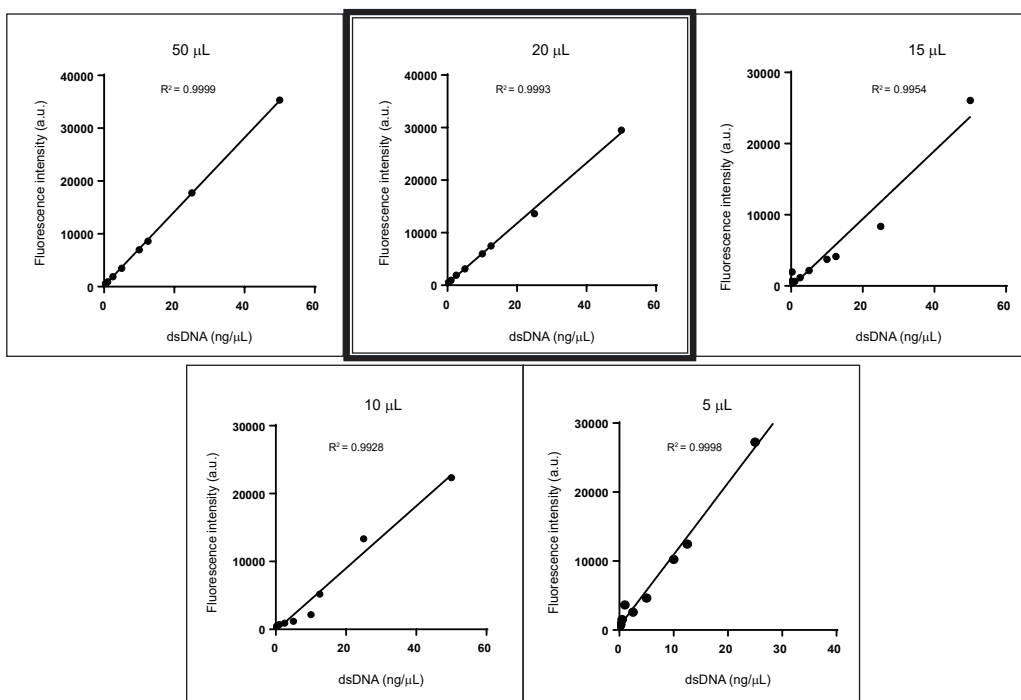 50 μL
R² = 0.9999
Fluorescence intensity (a.u.)
40000
30000
20000
10000
0
0 20 40 60
dsDNA (ng/μL)
20 μL
R² = 0.9993
Fluorescence intensity (a.u.)
40000
30000
20000
10000
0
0 20 40 60
dsDNA (ng/μL)
15 μL
R² = 0.9954
Fluorescence intensity (a.u.)
30000
20000
10000
0
0 20 40 60
dsDNA (ng/μL)
10 μL
R² = 0.9928
Fluorescence intensity (a.u.)
30000
20000
10000
0
0 20 40 60
dsDNA (ng/μL)
5 μL
R² = 0.9998
Fluorescence intensity (a.u.)
30000
20000
10000
0
0 10 20 30 40
dsDNA (ng/μL)